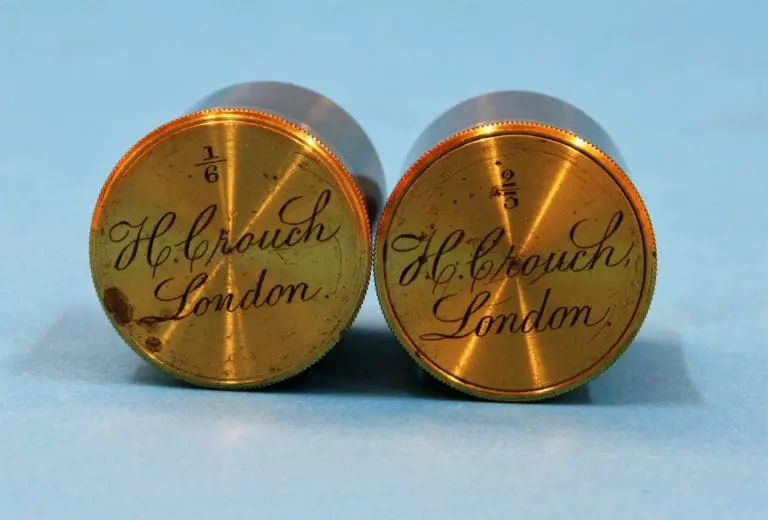 1/6
H. Crouch
London.
2/3
H. Crouch,
London.